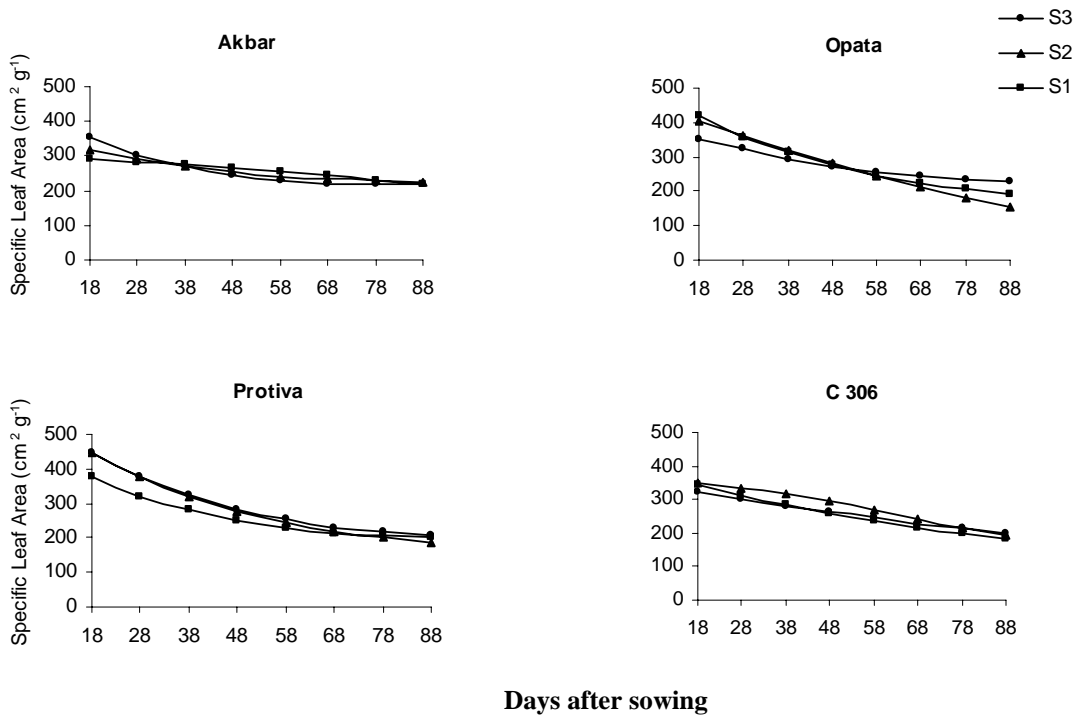 S3
S2
S1
Akbar
Specific Leaf Area (cm² g⁻¹)
500
400
300
200
100
0
18 28 38 48 58 68 78 88
Opata
500
400
300
200
100
0
18 28 38 48 58 68 78 88
Protiva
Specific Leaf Area (cm² g⁻¹)
500
400
300
200
100
0
18 28 38 48 58 68 78 88
C 306
500
400
300
200
100
0
18 28 38 48 58 68 78 88
Days after sowing